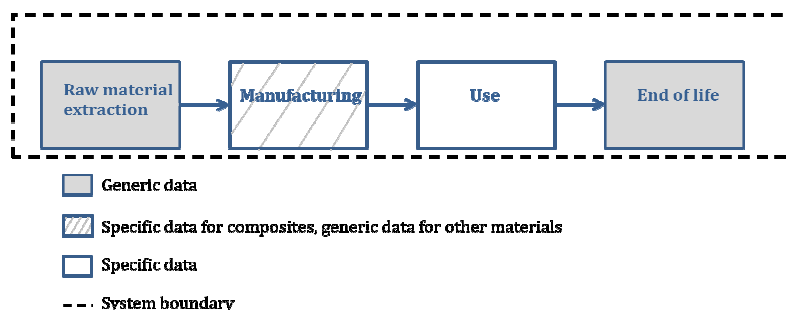 Raw material
extraction
Manufacturing
Use
End of life
Generic data
Specific data for composites, generic data for other materials
Specific data
System boundary